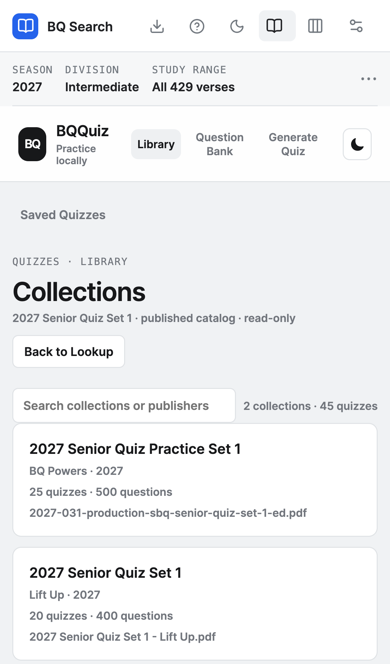 BQ Search
SEASON DIVISION STUDY RANGE
2027 Intermediate All 429 verses
BQ
BQQuiz
Practice
locally
Library
Question
Bank
Generate
Quiz
Saved Quizzes
QUIZZES · LIBRARY
Collections
2027 Senior Quiz Set 1 · published catalog · read-only
Back to Lookup
Search collections or publishers
2 collections · 45 quizzes
2027 Senior Quiz Practice Set 1
BQ Powers · 2027
25 quizzes · 500 questions
2027-031-production-sbq-senior-quiz-set-1-ed.pdf
2027 Senior Quiz Set 1
Lift Up · 2027
20 quizzes · 400 questions
2027 Senior Quiz Set 1 - Lift Up.pdf